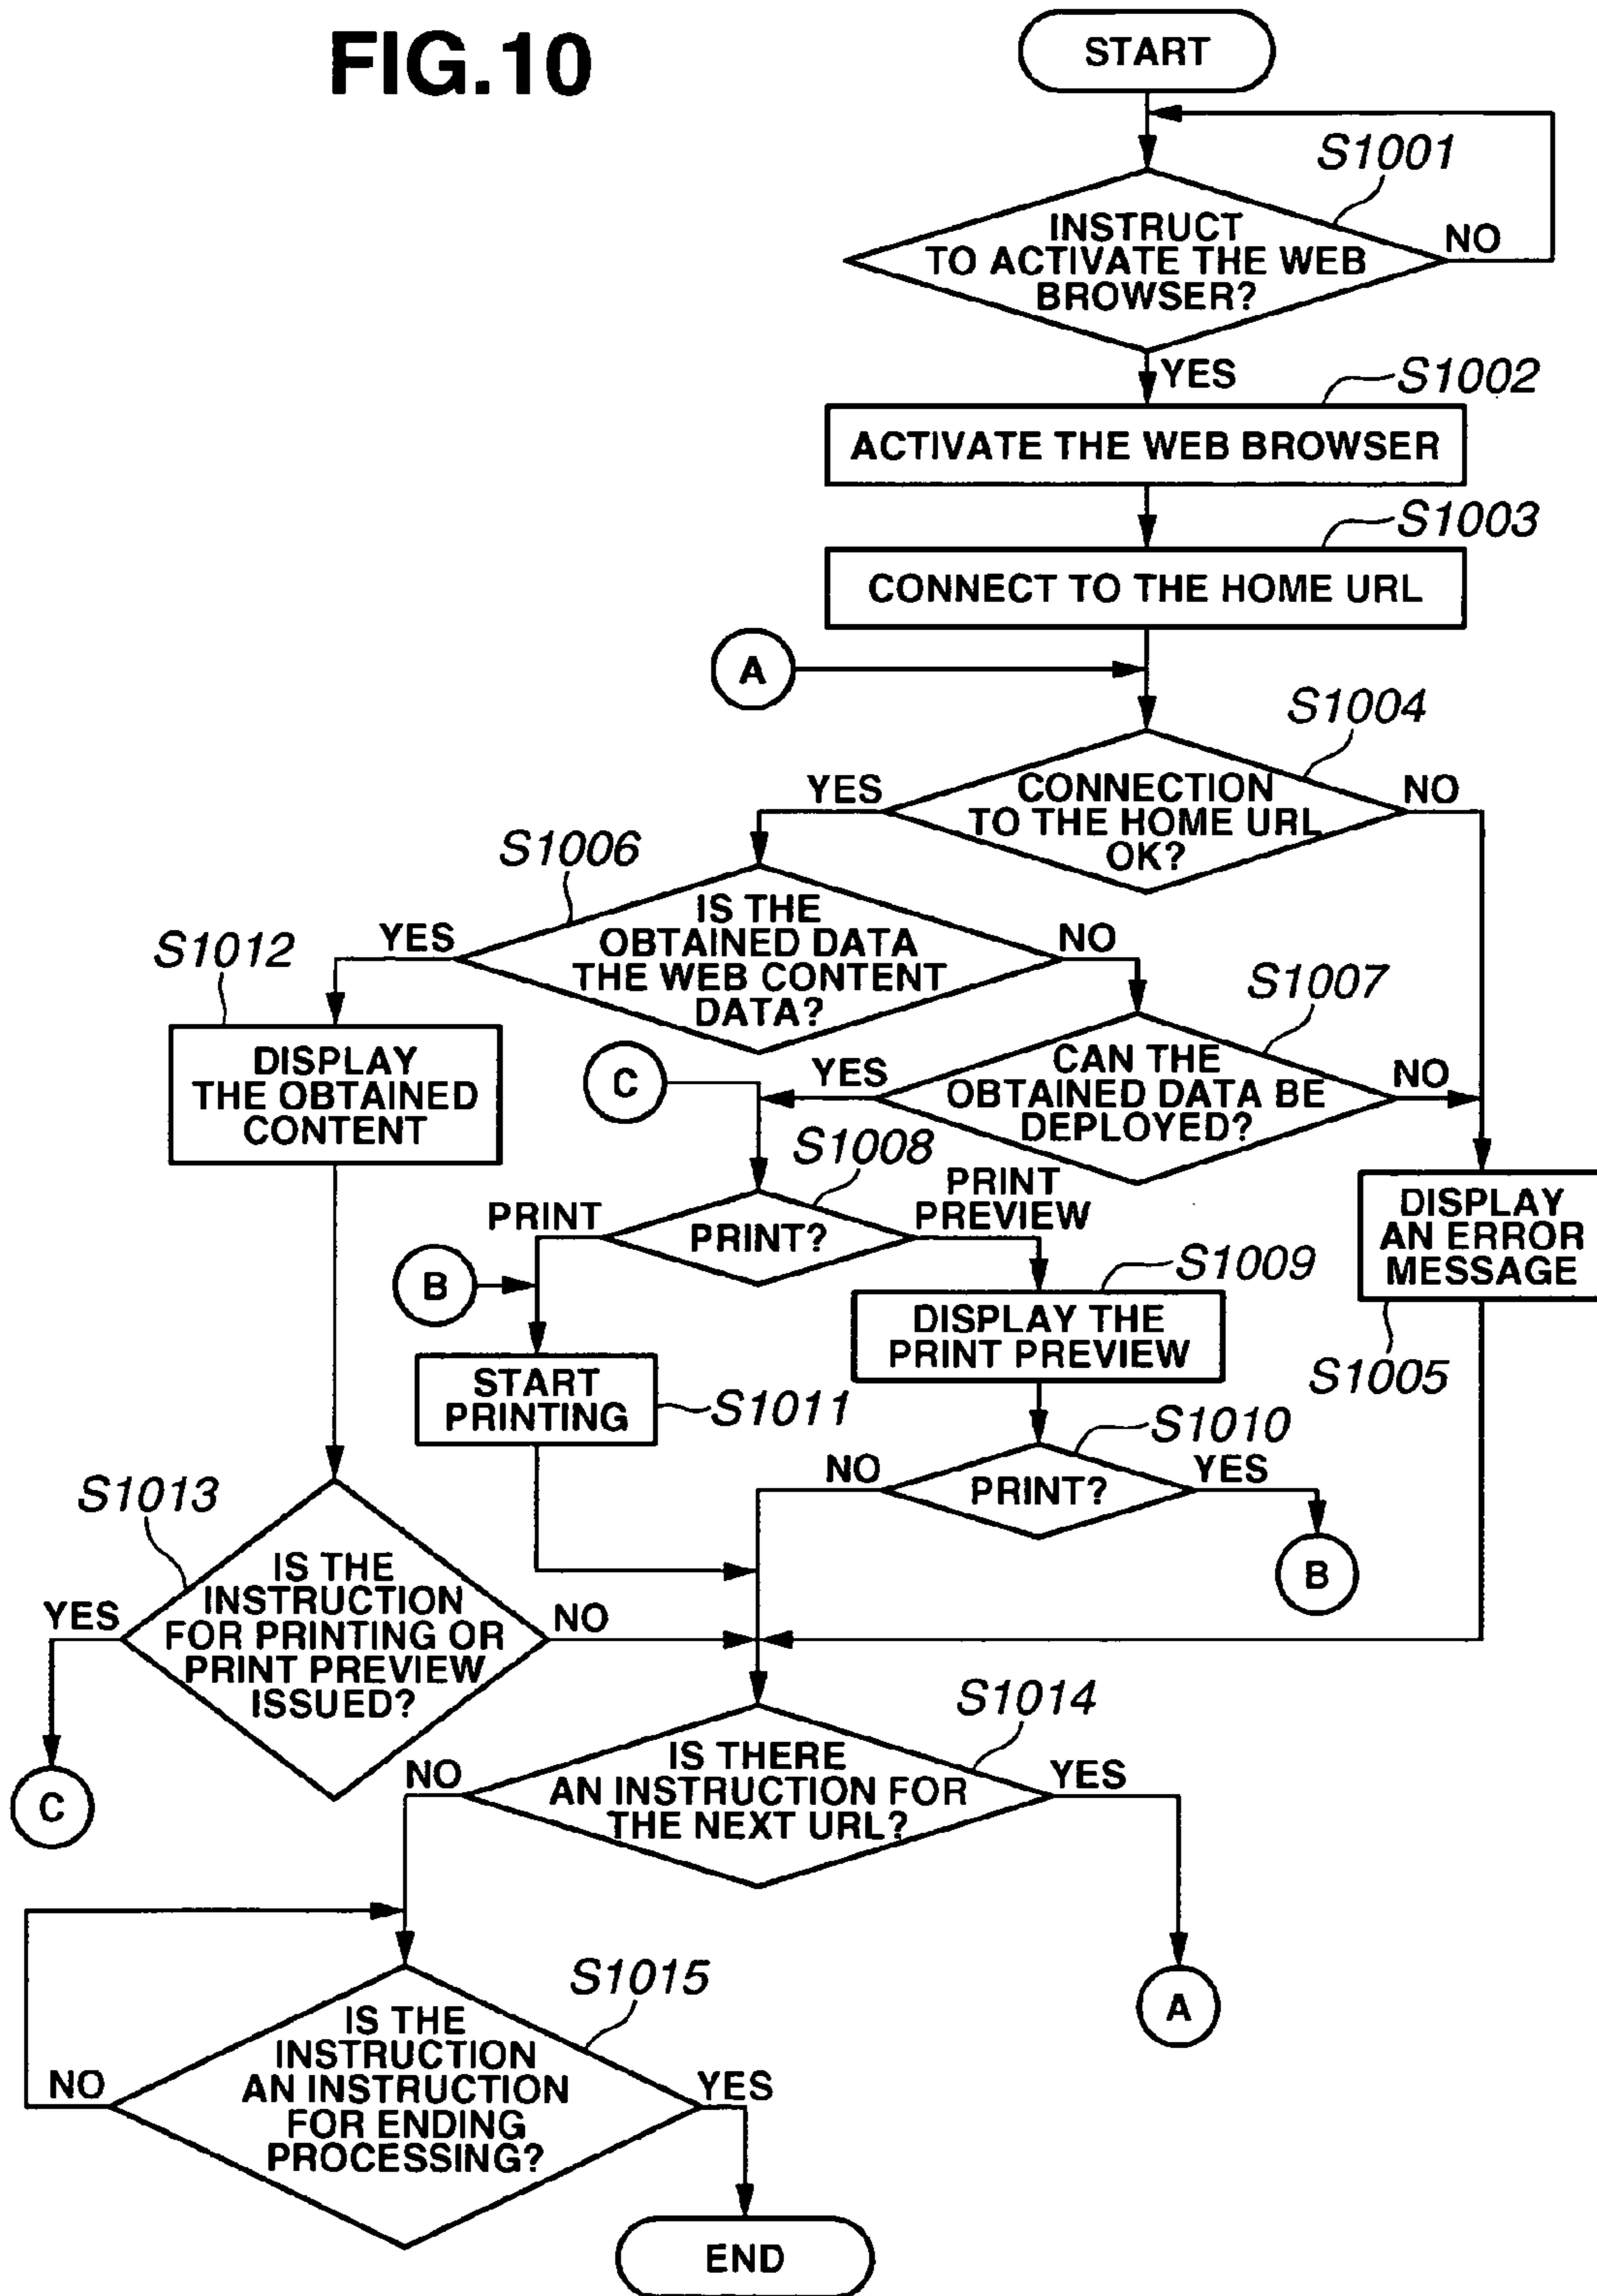 FIG.10
START
S1001
INSTRUCT
TO ACTIVATE THE WEB
BROWSER?
NO
YES
S1002
ACTIVATE THE WEB BROWSER
S1003
CONNECT TO THE HOME URL
A
S1004
CONNECTION
TO THE HOME URL
OK?
YES
NO
S1006
IS THE
OBTAINED DATA
THE WEB CONTENT
DATA?
YES
NO
S1012
DISPLAY
THE OBTAINED
CONTENT
S1007
CAN THE
OBTAINED DATA BE
DEPLOYED?
YES
NO
C
S1008
PRINT?
PRINT
PRINT
PREVIEW
B
S1009
DISPLAY THE
PRINT PREVIEW
DISPLAY
AN ERROR
MESSAGE
S1005
START
PRINTING
S1011
S1010
PRINT?
NO
YES
B
S1013
IS THE
INSTRUCTION
FOR PRINTING OR
PRINT PREVIEW
ISSUED?
YES
NO
C
S1014
IS THERE
AN INSTRUCTION FOR
THE NEXT URL?
NO
YES
A
S1015
IS THE
INSTRUCTION
AN INSTRUCTION
FOR ENDING
PROCESSING?
NO
YES
END